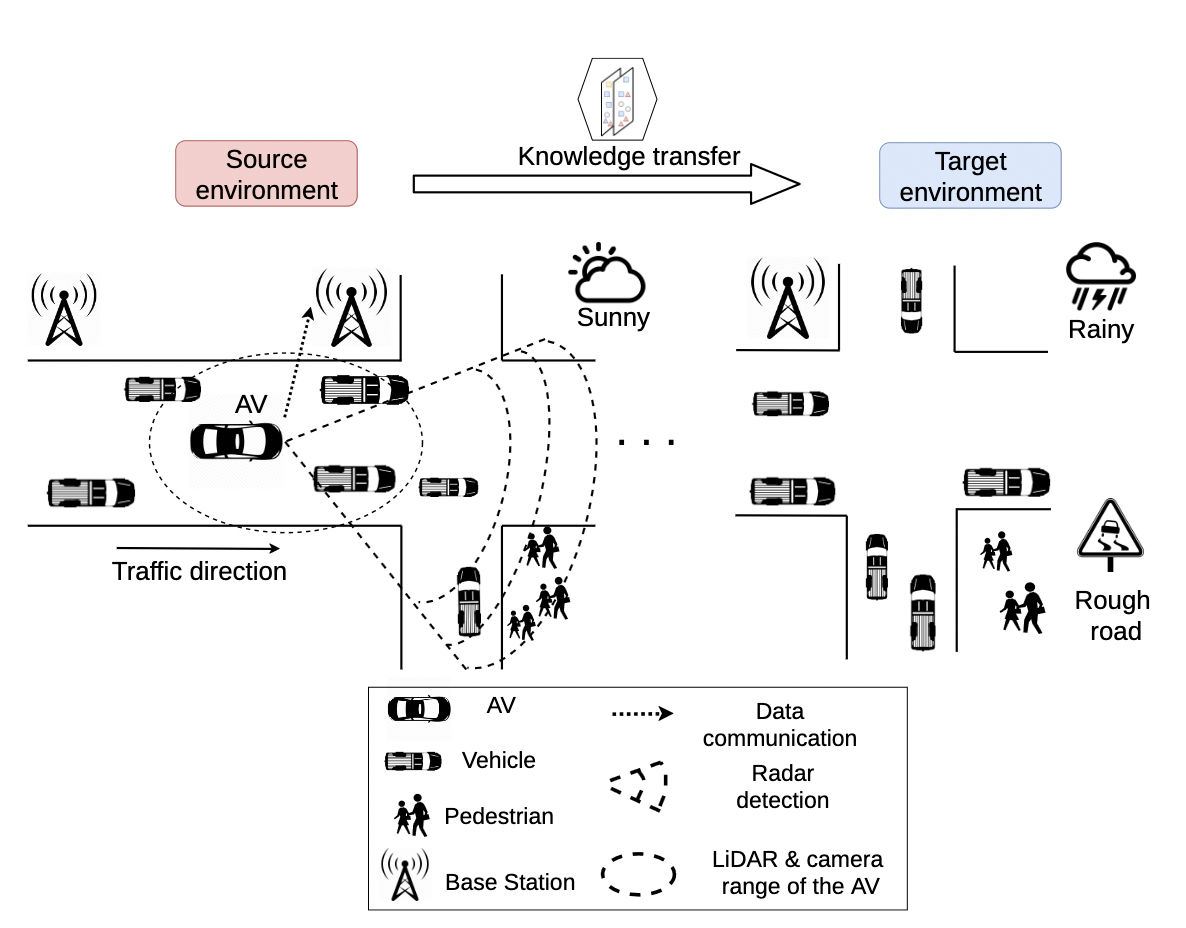 Source
environment
Knowledge transfer
Target
environment
Sunny
Rainy
AV
. . .
Traffic direction
Rough
road
AV
Data
communication
Vehicle
Radar
detection
Pedestrian
LiDAR & camera
range of the AV
Base Station